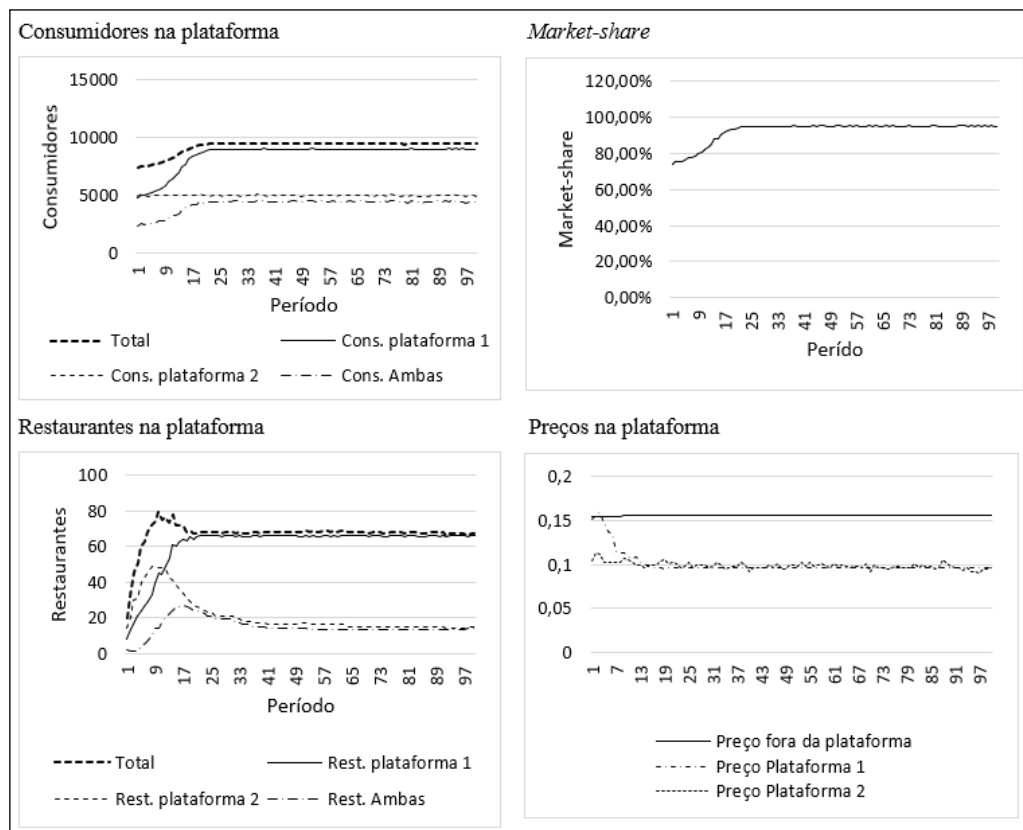 Consumidores na plataforma
15000
10000
5000
0
Consumidores
1 9 17 25 33 41 49 57 65 73 81 89 97
Período
Total
Cons. plataforma 1
Cons. plataforma 2
Cons. Ambas
Market-share
120,00%
100,00%
80,00%
60,00%
40,00%
20,00%
0,00%
Market-share
1 9 17 25 33 41 49 57 65 73 81 89 97
Perído
Restaurantes na plataforma
100
80
60
40
20
0
Restaurantes
1 9 17 25 33 41 49 57 65 73 81 89 97
Período
Total
Rest. plataforma 1
Rest. plataforma 2
Rest. Ambas
Preços na plataforma
0,2
0,15
0,1
0,05
0
1 7 13 19 25 31 37 43 49 55 61 67 73 79 85 91 97
Preço fora da plataforma
Preço Plataforma 1
Preço Plataforma 2